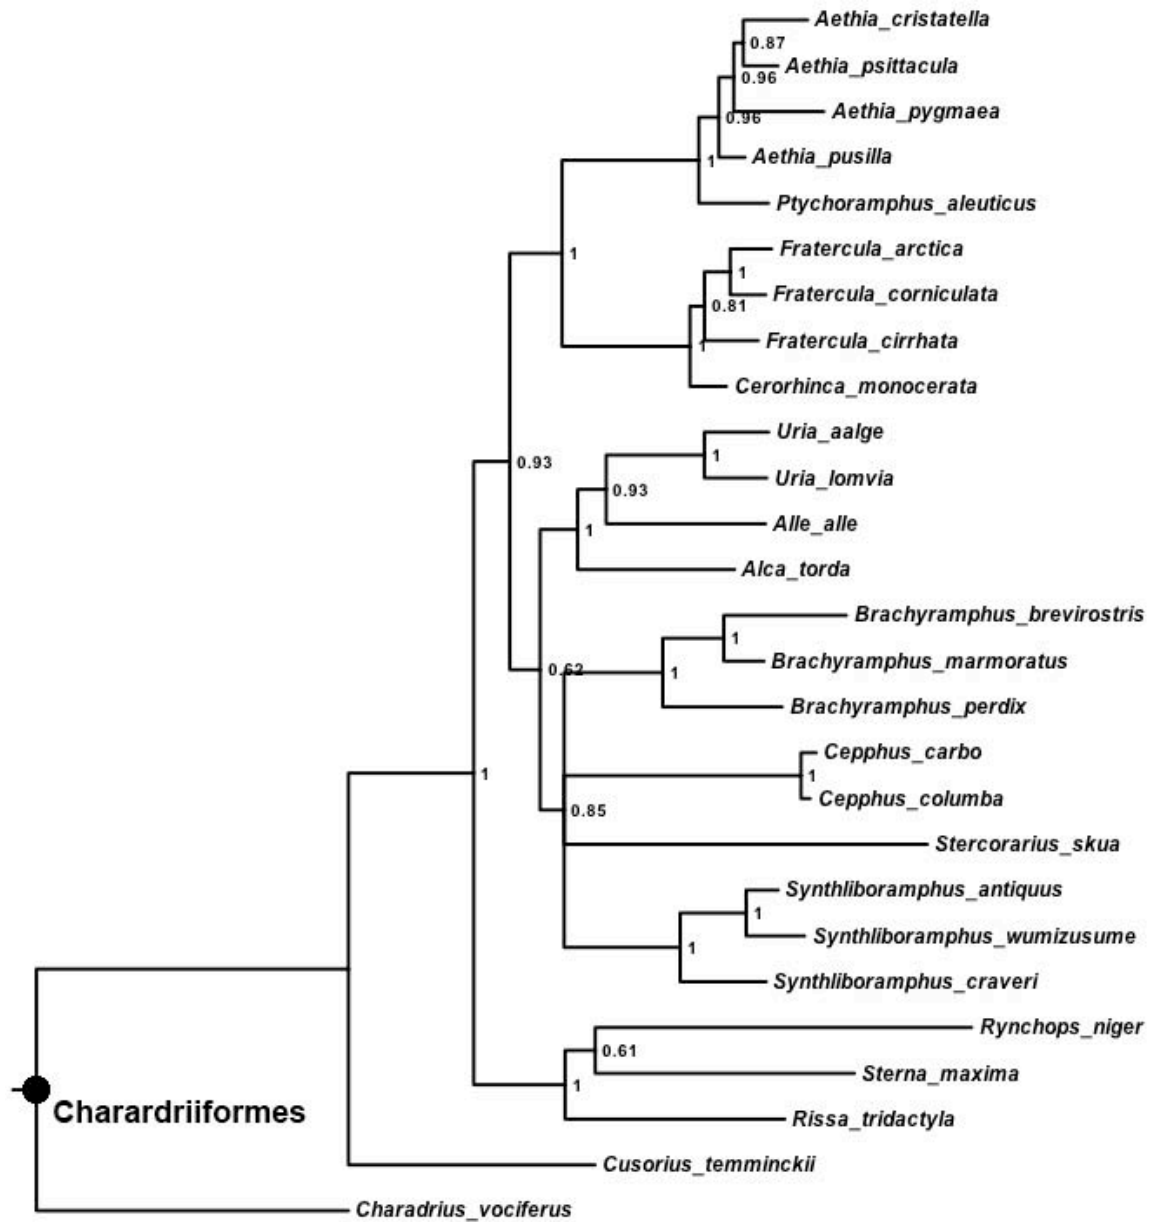 Aethia_cristatella
0.87
Aethia_psittacula
0.96
Aethia_pygmaea
0.96
Aethia_pusilla
1
Ptychoramphus_aleuticus
Fratercula_arctica
1
1
Fratercula_corniculata
0.81
Fratercula_cirrhata
1
Cerorhinca_monocerata
Uria_aalge
1
0.93
Uria_lomvia
0.93
Alle_alle
1
Alca_torda
Brachyramphus_brevirostris
1
Brachyramphus_marmoratus
0.62
1
Brachyramphus_perdix
Cepphus_carbo
1
1
Cepphus_columba
0.85
Stercorarius_skua
Synthliboramphus_antiquus
1
Synthliboramphus_wumizusume
1
Synthliboramphus_craveri
Rynchops_niger
0.61
Sterna_maxima
1
Rissa_tridactyla
Charardriiformes
Cusorius_temminckii
Charadrius_vociferus